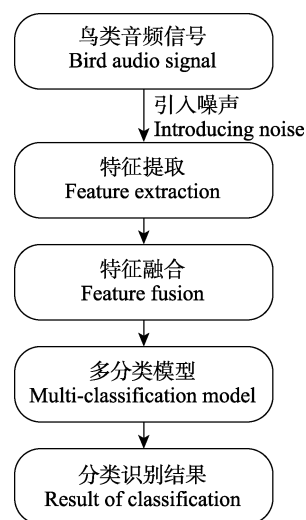 鸟类音频信号
Bird audio signal
引入噪声
Introducing noise
特征提取
Feature extraction
特征融合
Feature fusion
多分类模型
Multi-classification model
分类识别结果
Result of classification